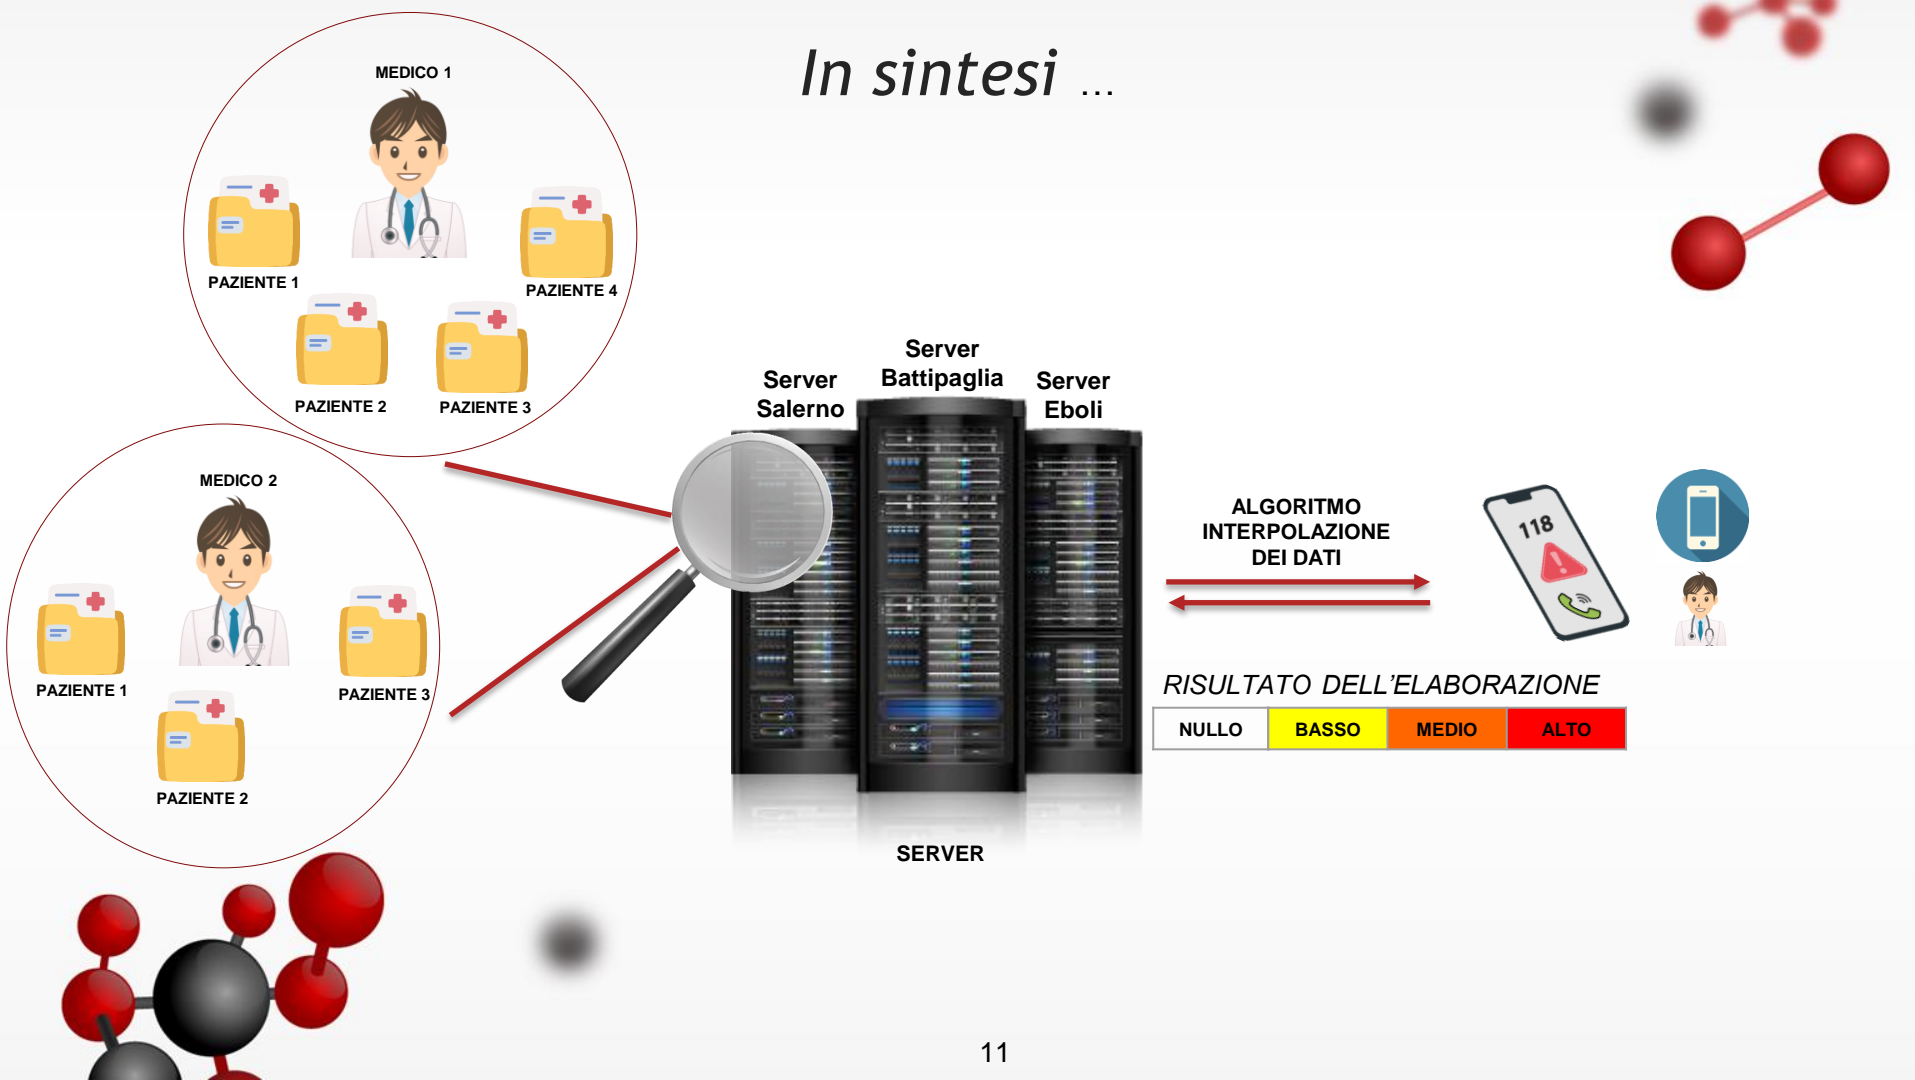 In sintesi ...
MEDICO 1
PAZIENTE 1
PAZIENTE 4
PAZIENTE 2
PAZIENTE 3
MEDICO 2
PAZIENTE 1
PAZIENTE 3
PAZIENTE 2
Server
Salerno
Server
Battipaglia
Server
Eboli
SERVER
ALGORITMO
INTERPOLAZIONE
DEI DATI
118
RISULTATO DELL’ELABORAZIONE
NULLO BASSO MEDIO ALTO
11